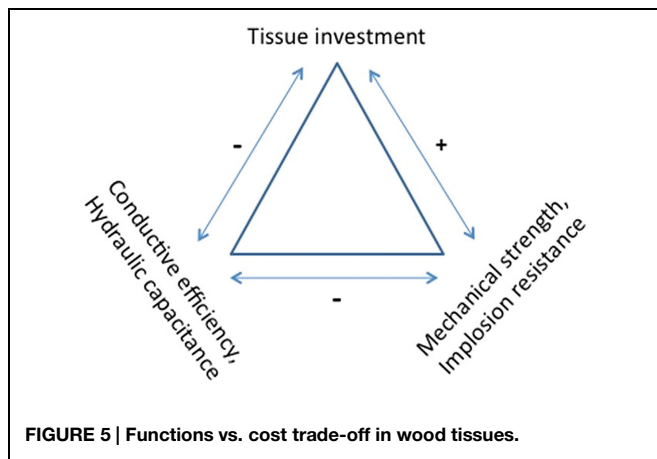 Tissue investment
-
+
Conductive efficiency,
Hydraulic capacitance
Mechanical strength,
Implosion resistance
-
FIGURE 5 | Functions vs. cost trade-off in wood tissues.